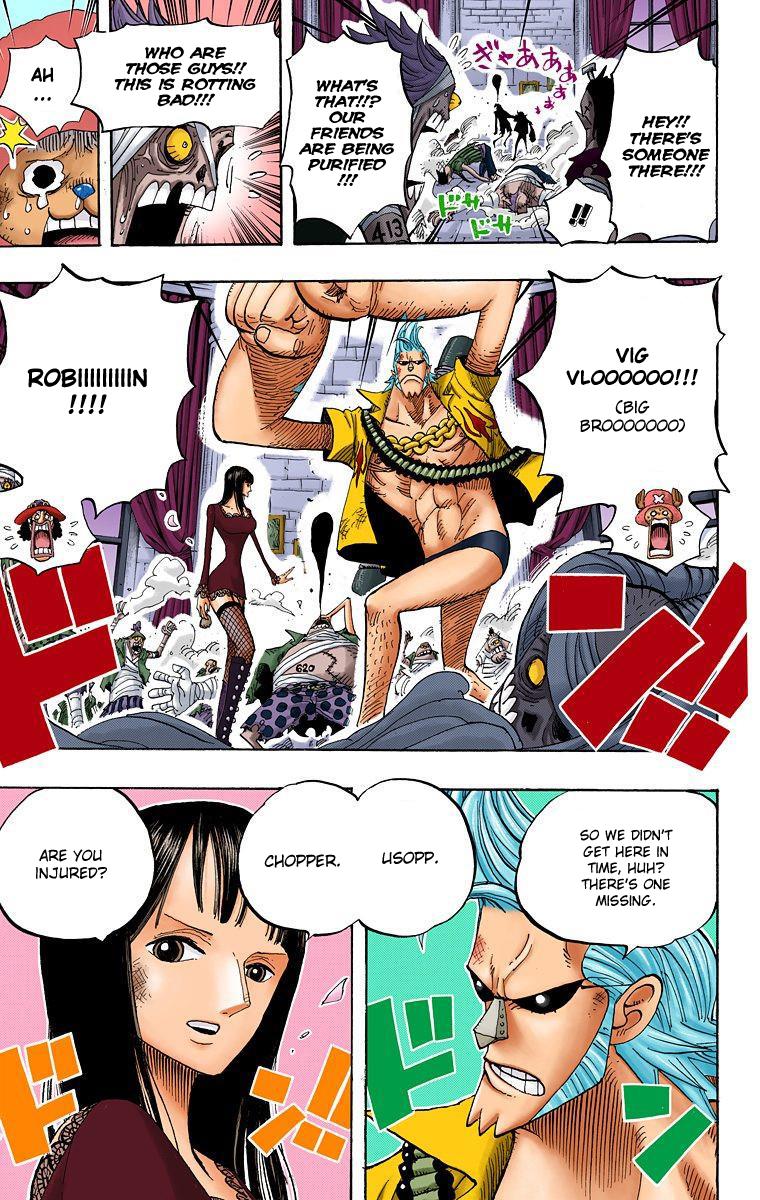 HEY!!
THERE'S
SOMEONE
THERE!!!
!!
ぎゃあああぁぁ
ドサ
ドサ
WHAT'S
THAT!!?
OUR
FRIENDS
ARE BEING
PURIFIED
!!!
413
WHO ARE
THOSE GUYS!!
THIS IS ROTTING
BAD!!!
AH
...
VIG
VLOOOOOO!!!
(BIG
BROOOOOOO)
ROBIIIIIIIIIN
!!!!
620
ドン!!
SO WE DIDN'T
GET HERE IN
TIME, HUH?
THERE'S ONE
MISSING.
USOPP.
ドン
CHOPPER.
ARE YOU
INJURED?
ドン!!